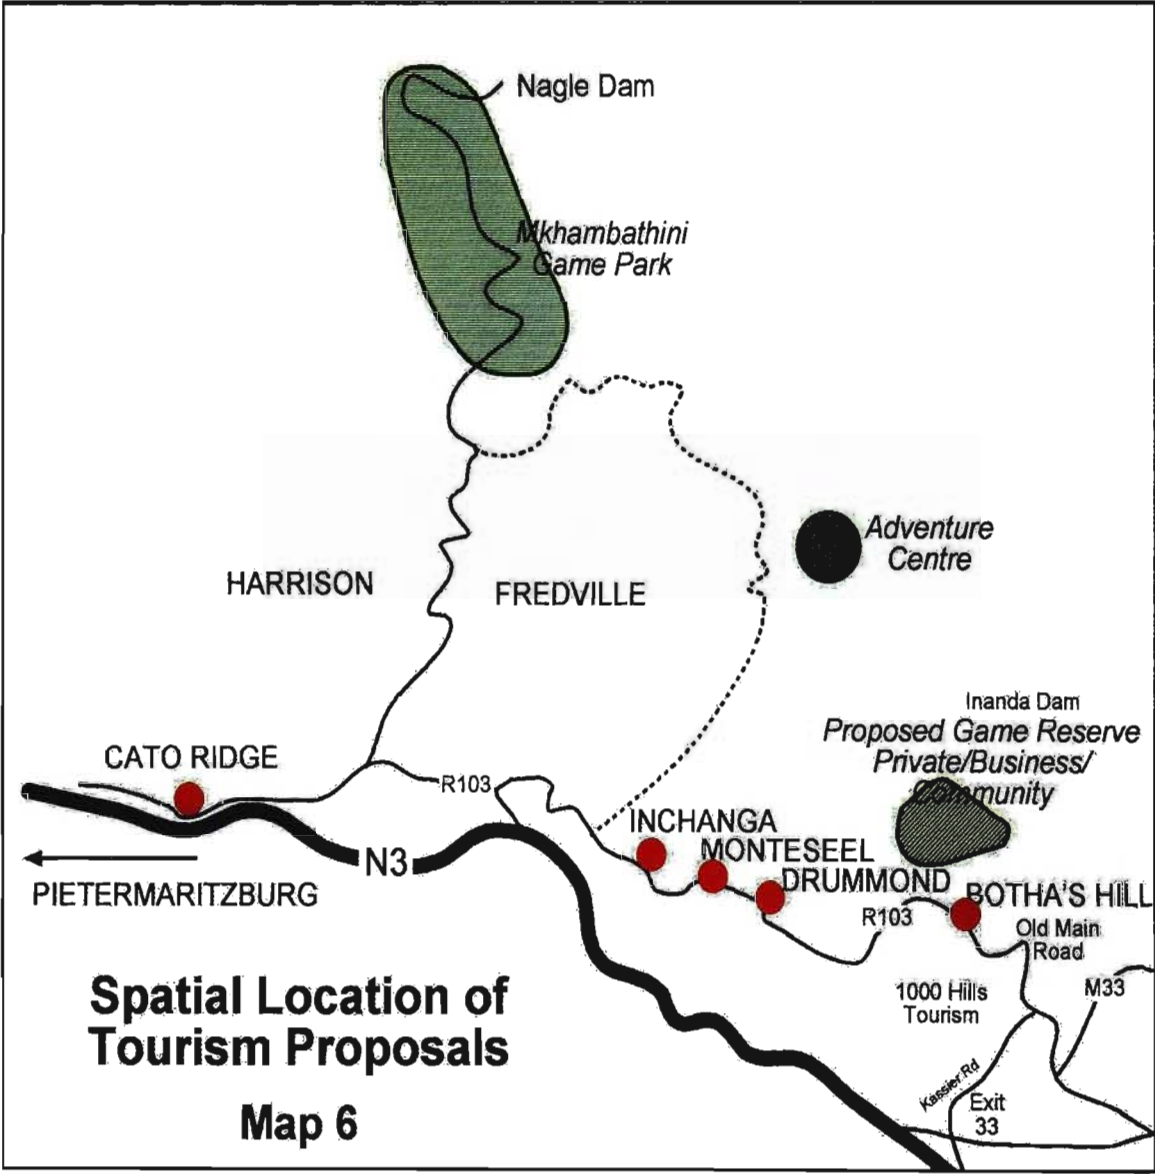 Nagle Dam
Mkhambathini
Game Park
Adventure
Centre
HARRISON
FREDVILLE
Inanda Dam
Proposed Game Reserve
Private/Business/
Community
CATO RIDGE
R103
INCHANGA
MONTESEEL
N3
DRUMMOND
BOTHA'S HILL
PIETERMARITZBURG
R103
Old Main
Road
1000 Hills
Tourism
M33
Spatial Location of
Tourism Proposals
Kassier Rd
Exit
33
Map 6